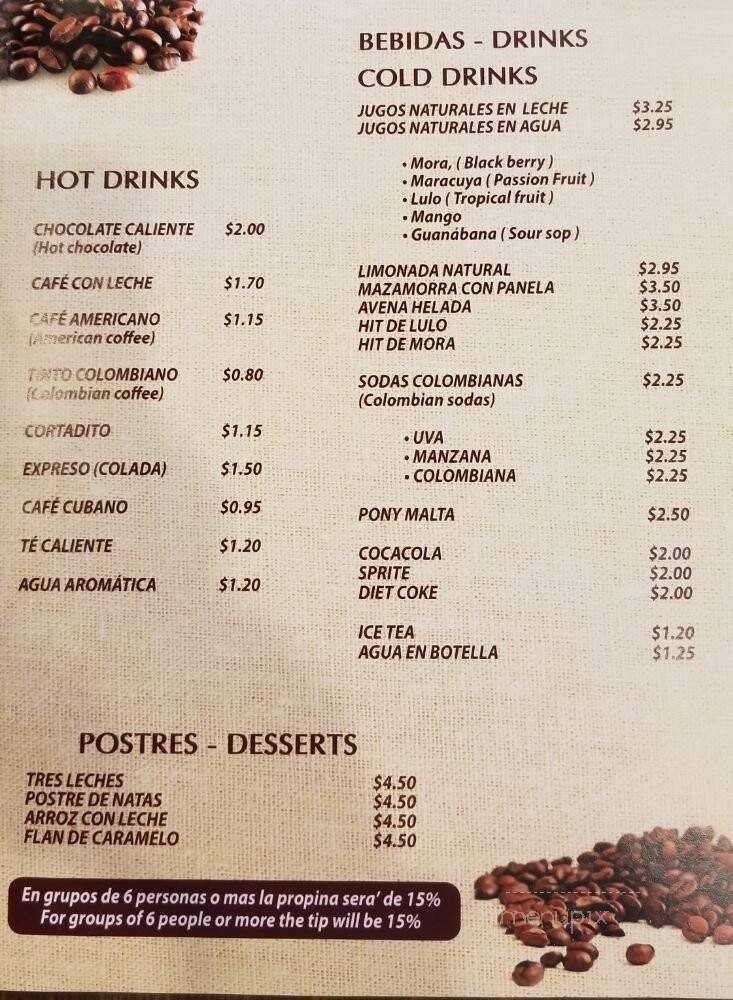 BEBIDAS - DRINKS
COLD DRINKS
JUGOS NATURALES EN LECHE $3.25
JUGOS NATURALES EN AGUA $2.95
• Mora, ( Black berry )
• Maracuya ( Passion Fruit )
• Lulo ( Tropical fruit )
• Mango
• Guanábana ( Sour sop )
LIMONADA NATURAL $2.95
MAZAMORRA CON PANELA $3.50
AVENA HELADA $3.50
HIT DE LULO $2.25
HIT DE MORA $2.25
SODAS COLOMBIANAS $2.25
(Colombian sodas)
• UVA $2.25
• MANZANA $2.25
• COLOMBIANA $2.25
PONY MALTA $2.50
COCACOLA $2.00
SPRITE $2.00
DIET COKE $2.00
ICE TEA $1.20
AGUA EN BOTELLA $1.25
HOT DRINKS
CHOCOLATE CALIENTE $2.00
(Hot chocolate)
CAFÉ CON LECHE $1.70
CAFÉ AMERICANO $1.15
(American coffee)
TINTO COLOMBIANO $0.80
(Colombian coffee)
CORTADITO $1.15
EXPRESO (COLADA) $1.50
CAFÉ CUBANO $0.95
TÉ CALIENTE $1.20
AGUA AROMÁTICA $1.20
POSTRES - DESSERTS
TRES LECHES $4.50
POSTRE DE NATAS $4.50
ARROZ CON LECHE $4.50
FLAN DE CARAMELO $4.50
En grupos de 6 personas o mas la propina sera' de 15%
For groups of 6 people or more the tip will be 15%
menupix